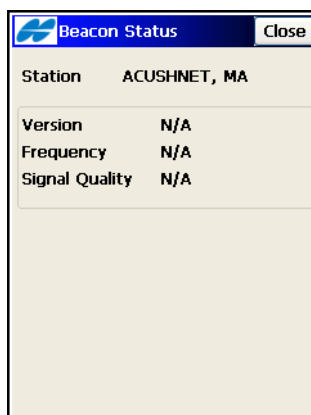 Beacon Status Close
Station ACUSHNET, MA
Version N/A
Frequency N/A
Signal Quality N/A